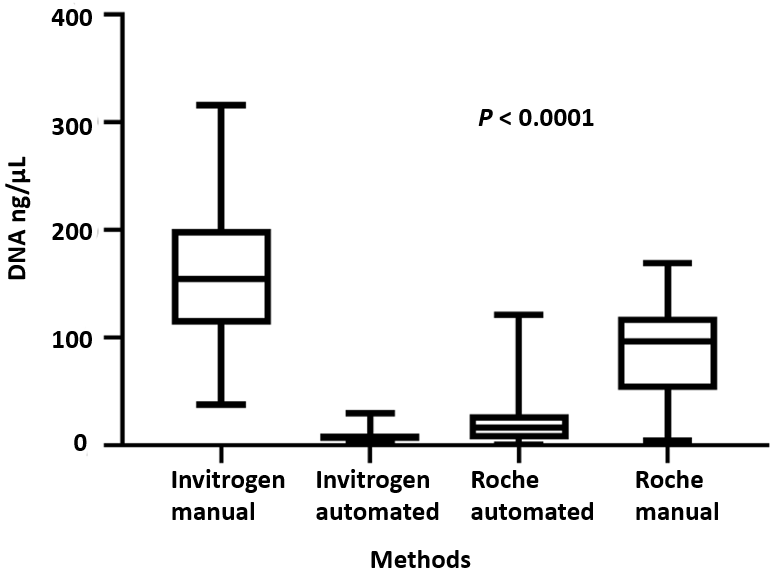 400
300
200
100
0
DNA ng/µL
P < 0.0001
Invitrogen manual
Invitrogen automated
Roche automated
Roche manual
Methods